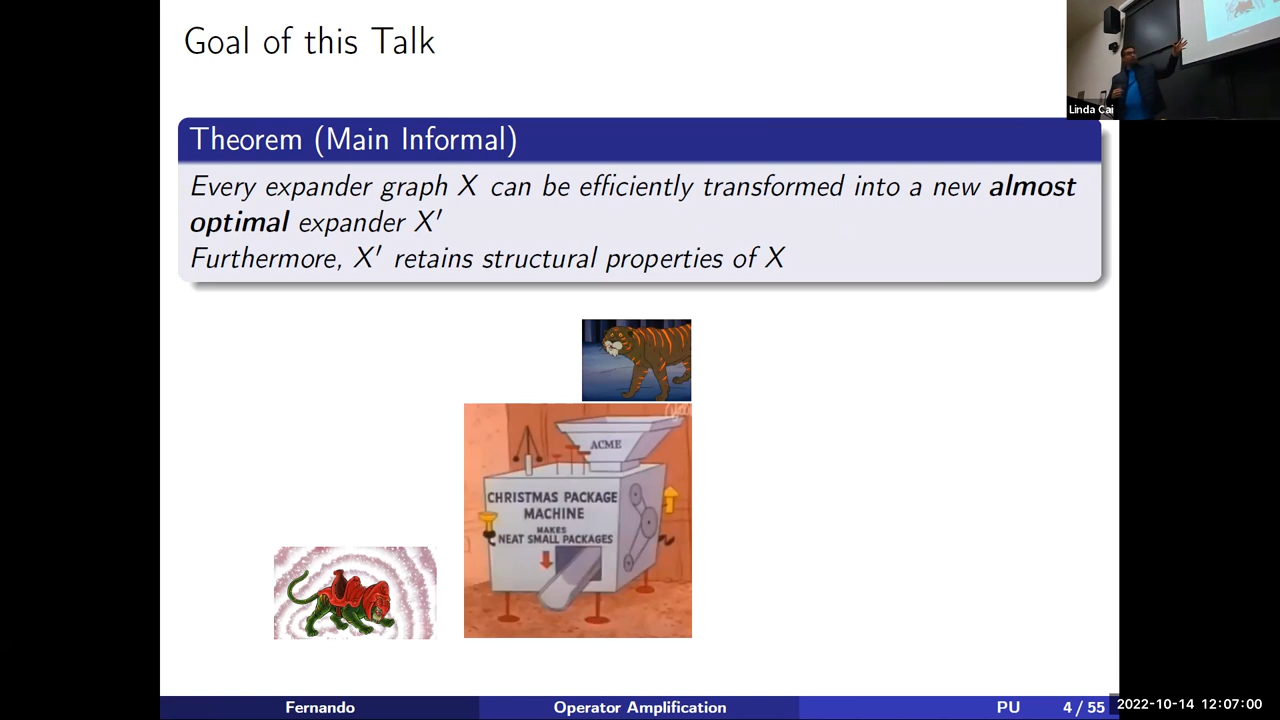 Goal of this Talk
Linda Cai
Theorem (Main Informal)
Every expander graph X can be efficiently transformed into a new almost
optimal expander X′
Furthermore, X′ retains structural properties of X
ACME
CHRISTMAS PACKAGE
MACHINE
MAKES
NEAT SMALL PACKAGES
Fernando
Operator Amplification
PU
4 / 55
2022-10-14 12:07:00